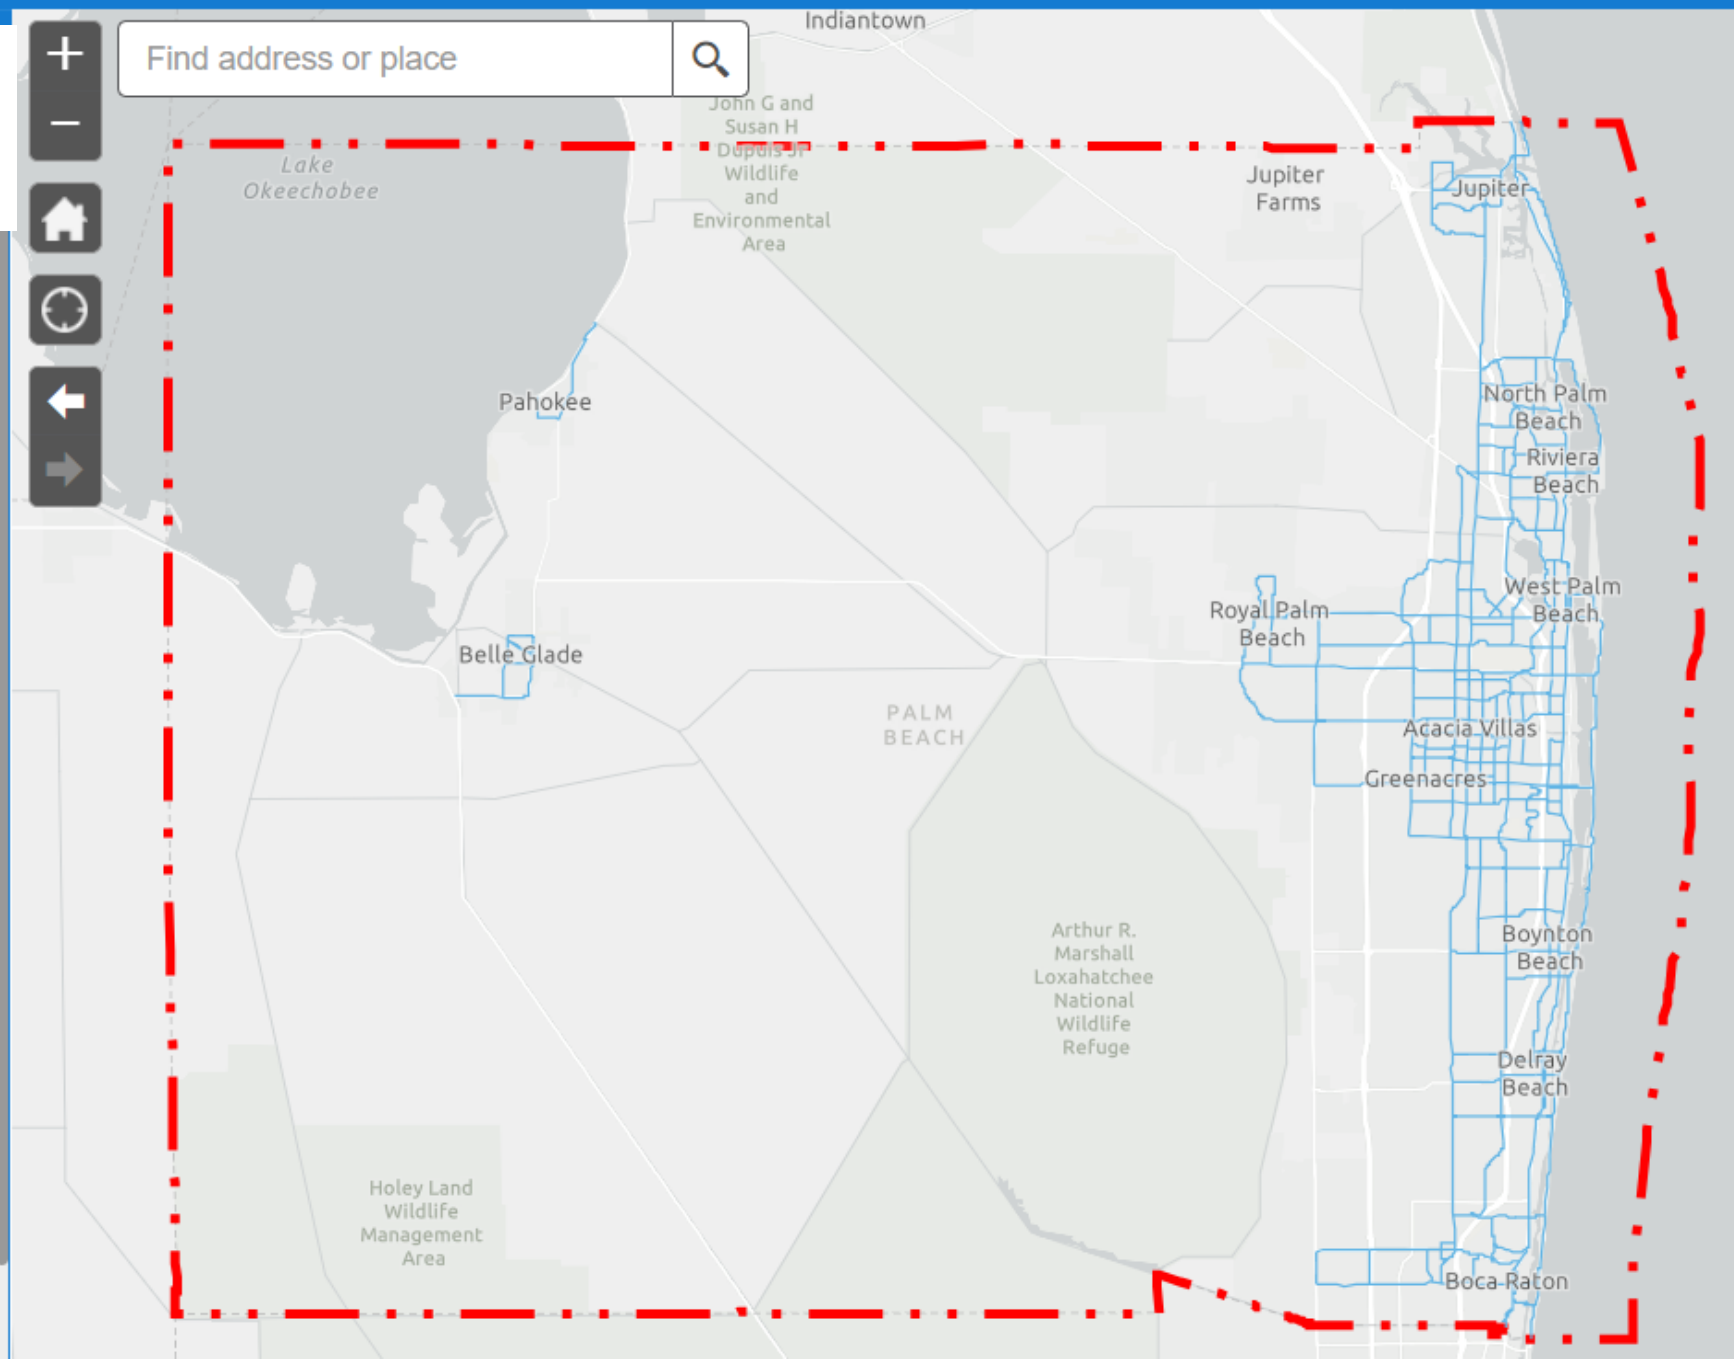 Indiantown
Find address or place
John G and
Susan H
Dupuis Jr
Wildlife
and
Environmental
Area
Lake
Okeechobee
Jupiter
Farms
Jupiter
Pahokee
North Palm
Beach
Riviera
Beach
West Palm
Beach
Royal Palm
Beach
Belle Glade
PALM
BEACH
Acacia Villas
Greenacres
Arthur R.
Marshall
Loxahatchee
National
Wildlife
Refuge
Boynton
Beach
Delray
Beach
Holey Land
Wildlife
Management
Area
Boca Raton